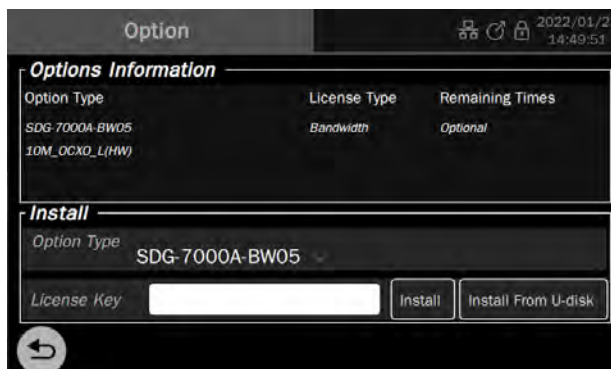 Option
2022/01/2
14:49:51
Options Information
Option Type License Type Remaining Times
SDG-7000A-BW05 Bandwidth Optional
10M_OCXO_L(HW)
Install
Option Type
SDG-7000A-BW05
License Key Install Install From U-disk